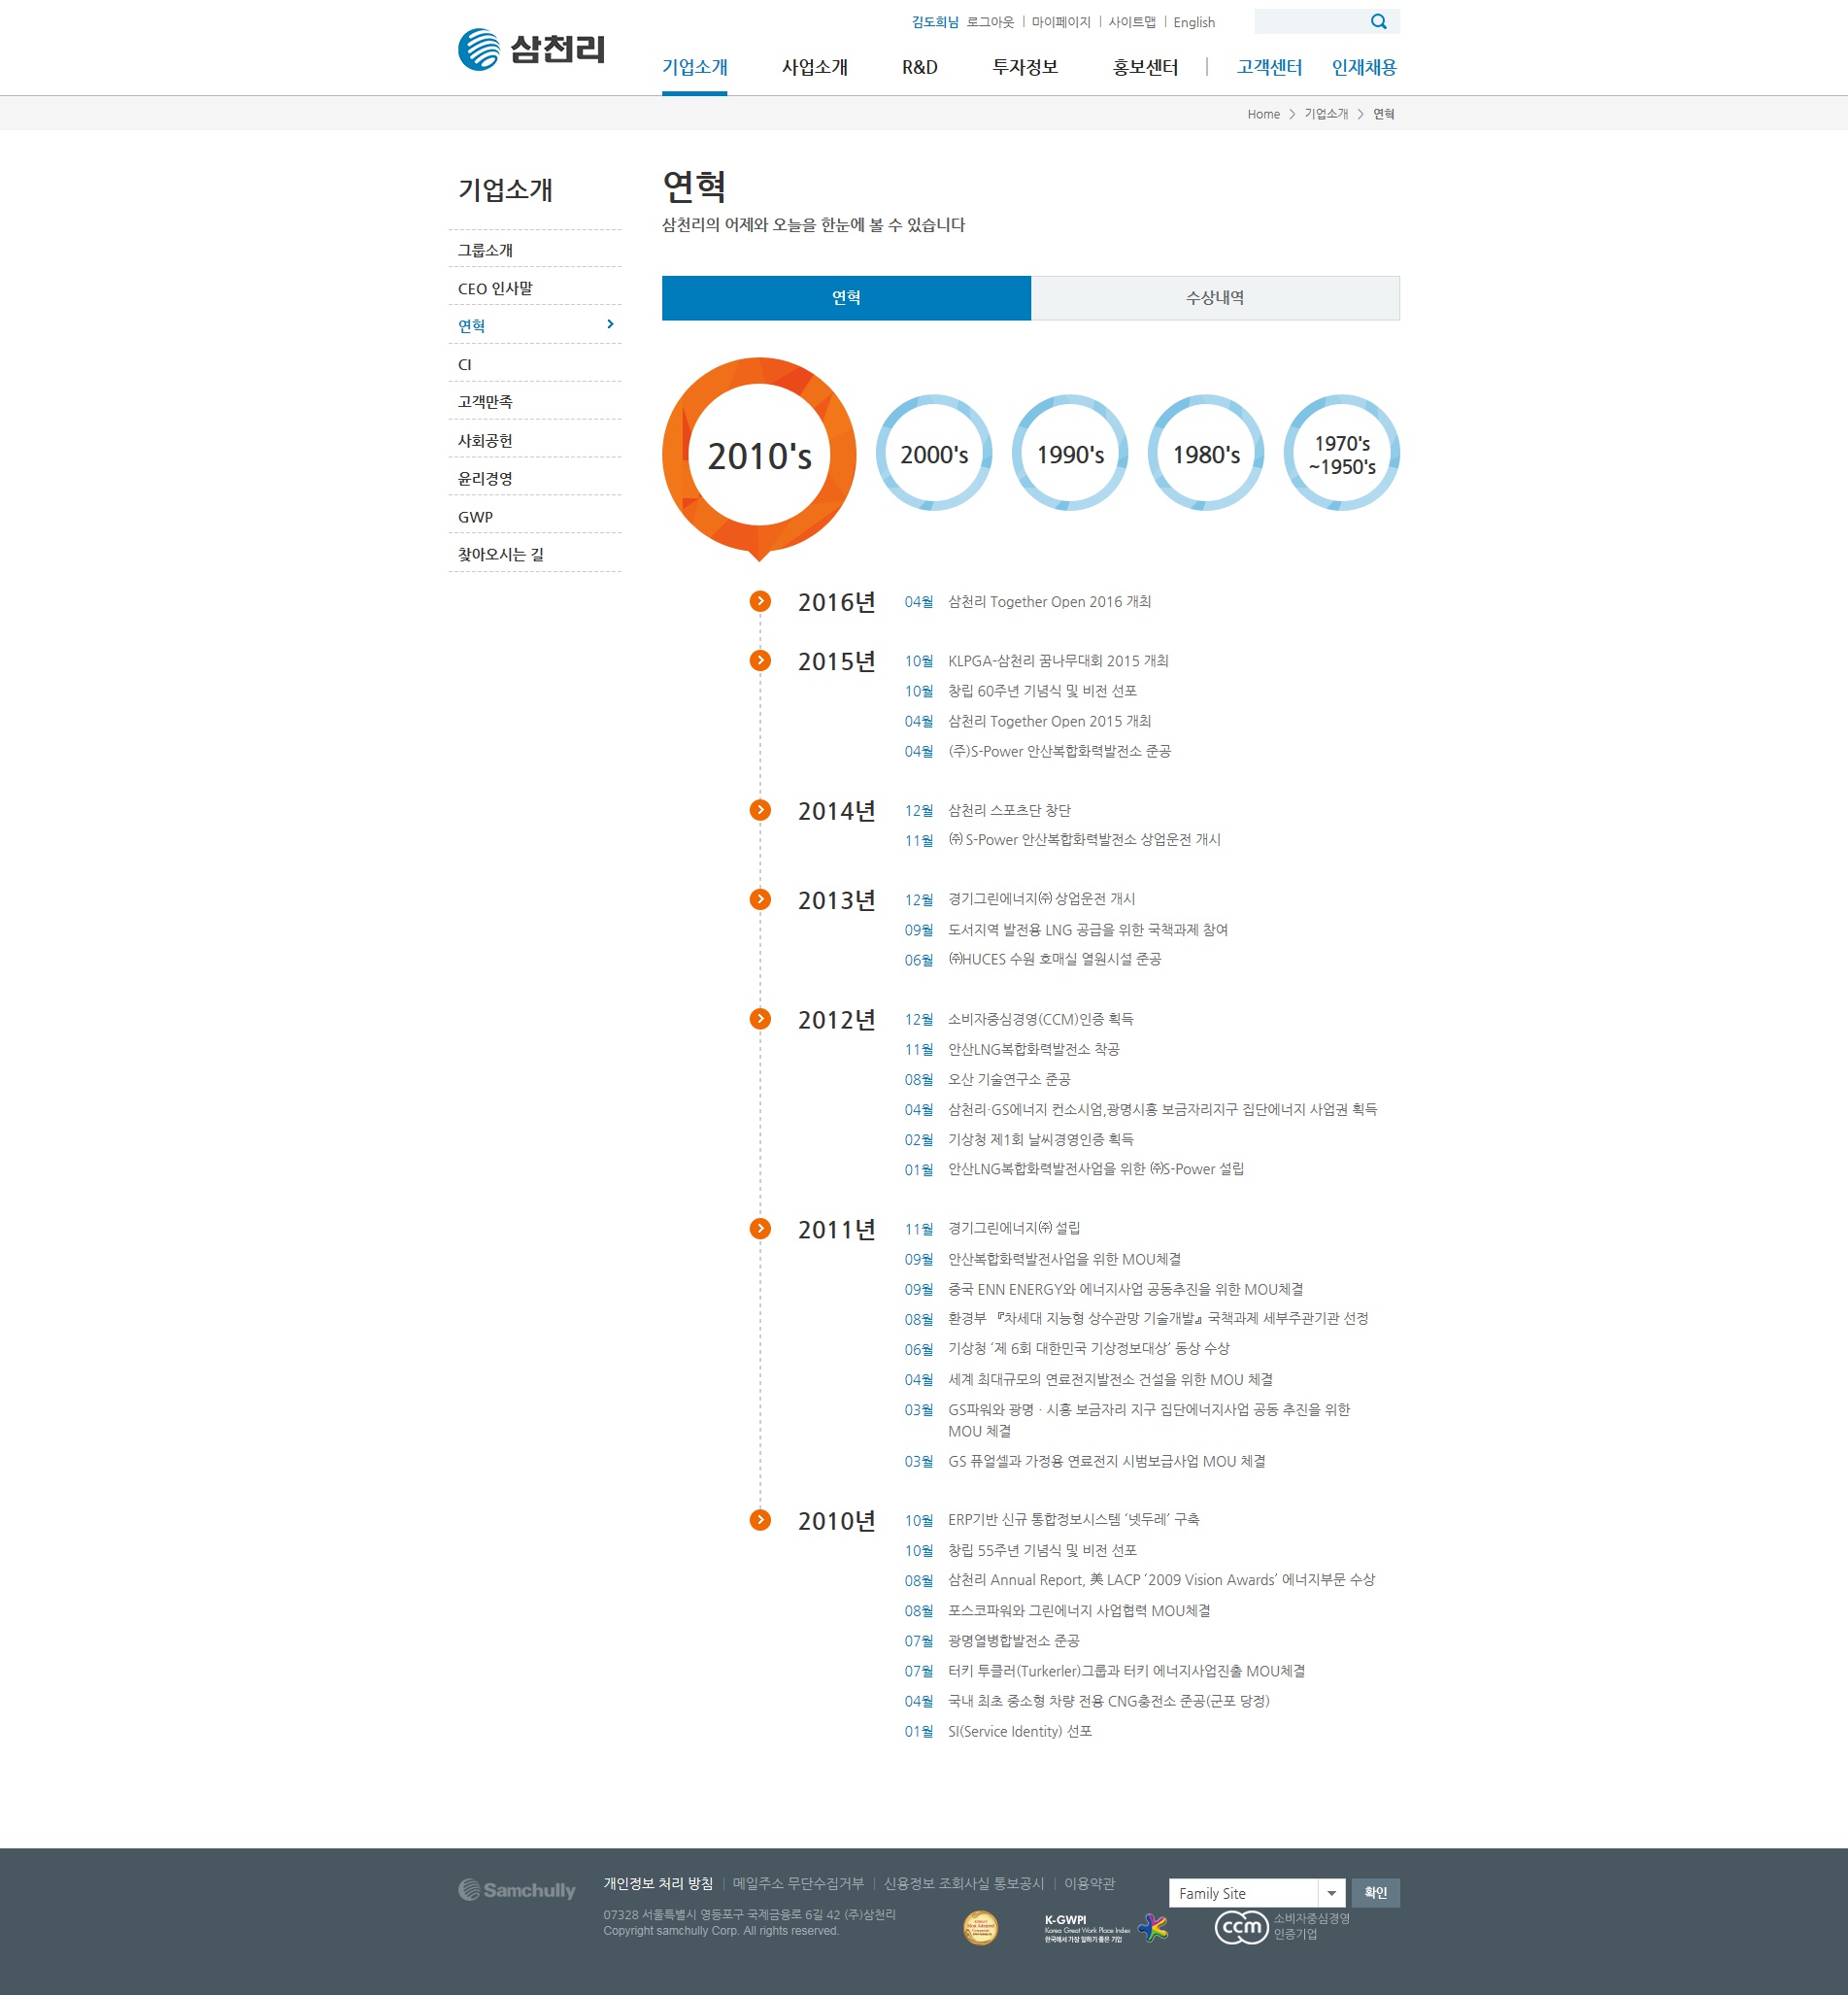 김도희님 로그아웃 | 마이페이지 | 사이트맵 | English
삼천리
기업소개 사업소개 R&D 투자정보 홍보센터 | 고객센터 인재채용
Home > 기업소개 > 연혁
기업소개
그룹소개
CEO 인사말
연혁
CI
고객만족
사회공헌
윤리경영
GWP
찾아오시는 길
연혁
삼천리의 어제와 오늘을 한눈에 볼 수 있습니다
연혁 수상내역
2010's
2000's
1990's
1980's
1970's
~1950's
2016년 04월 삼천리 Together Open 2016 개최
2015년 10월 KLPGA-삼천리 꿈나무대회 2015 개최
10월 창립 60주년 기념식 및 비전 선포
04월 삼천리 Together Open 2015 개최
04월 (주)S-Power 안산복합화력발전소 준공
2014년 12월 삼천리 스포츠단 창단
11월 ㈜ S-Power 안산복합화력발전소 상업운전 개시
2013년 12월 경기그린에너지㈜ 상업운전 개시
09월 도서지역 발전용 LNG 공급을 위한 국책과제 참여
06월 ㈜HUCES 수원 호매실 열원시설 준공
2012년 12월 소비자중심경영(CCM)인증 획득
11월 안산LNG복합화력발전소 착공
08월 오산 기술연구소 준공
04월 삼천리·GS에너지 컨소시엄,광명시흥 보금자리지구 집단에너지 사업권 획득
02월 기상청 제1회 날씨경영인증 획득
01월 안산LNG복합화력발전사업을 위한 ㈜S-Power 설립
2011년 11월 경기그린에너지㈜ 설립
09월 안산복합화력발전사업을 위한 MOU체결
09월 중국 ENN ENERGY와 에너지사업 공동추진을 위한 MOU체결
08월 환경부 『차세대 지능형 상수관망 기술개발』 국책과제 세부주관기관 선정
06월 기상청 ‘제 6회 대한민국 기상정보대상’ 동상 수상
04월 세계 최대규모의 연료전지발전소 건설을 위한 MOU 체결
03월 GS파워와 광명 · 시흥 보금자리 지구 집단에너지사업 공동 추진을 위한
MOU 체결
03월 GS 퓨얼셀과 가정용 연료전지 시범보급사업 MOU 체결
2010년 10월 ERP기반 신규 통합정보시스템 ‘넷두레’ 구축
10월 창립 55주년 기념식 및 비전 선포
08월 삼천리 Annual Report, 美 LACP ‘2009 Vision Awards’ 에너지부문 수상
08월 포스코파워와 그린에너지 사업협력 MOU체결
07월 광명열병합발전소 준공
07월 터키 투클러(Turkerler)그룹과 터키 에너지사업진출 MOU체결
04월 국내 최초 중소형 차량 전용 CNG충전소 준공(군포 당정)
01월 SI(Service Identity) 선포
Samchully
개인정보 처리 방침 | 메일주소 무단수집거부 | 신용정보 조회사실 통보공시 | 이용약관
Family Site 확인
07328 서울특별시 영등포구 국제금융로 6길 42 (주)삼천리
Copyright samchully Corp. All rights reserved.
K-GWPI
Korea Great Work Place Index
한국에서 가장 일하기 좋은 기업
ccm 소비자중심경영
인증기업